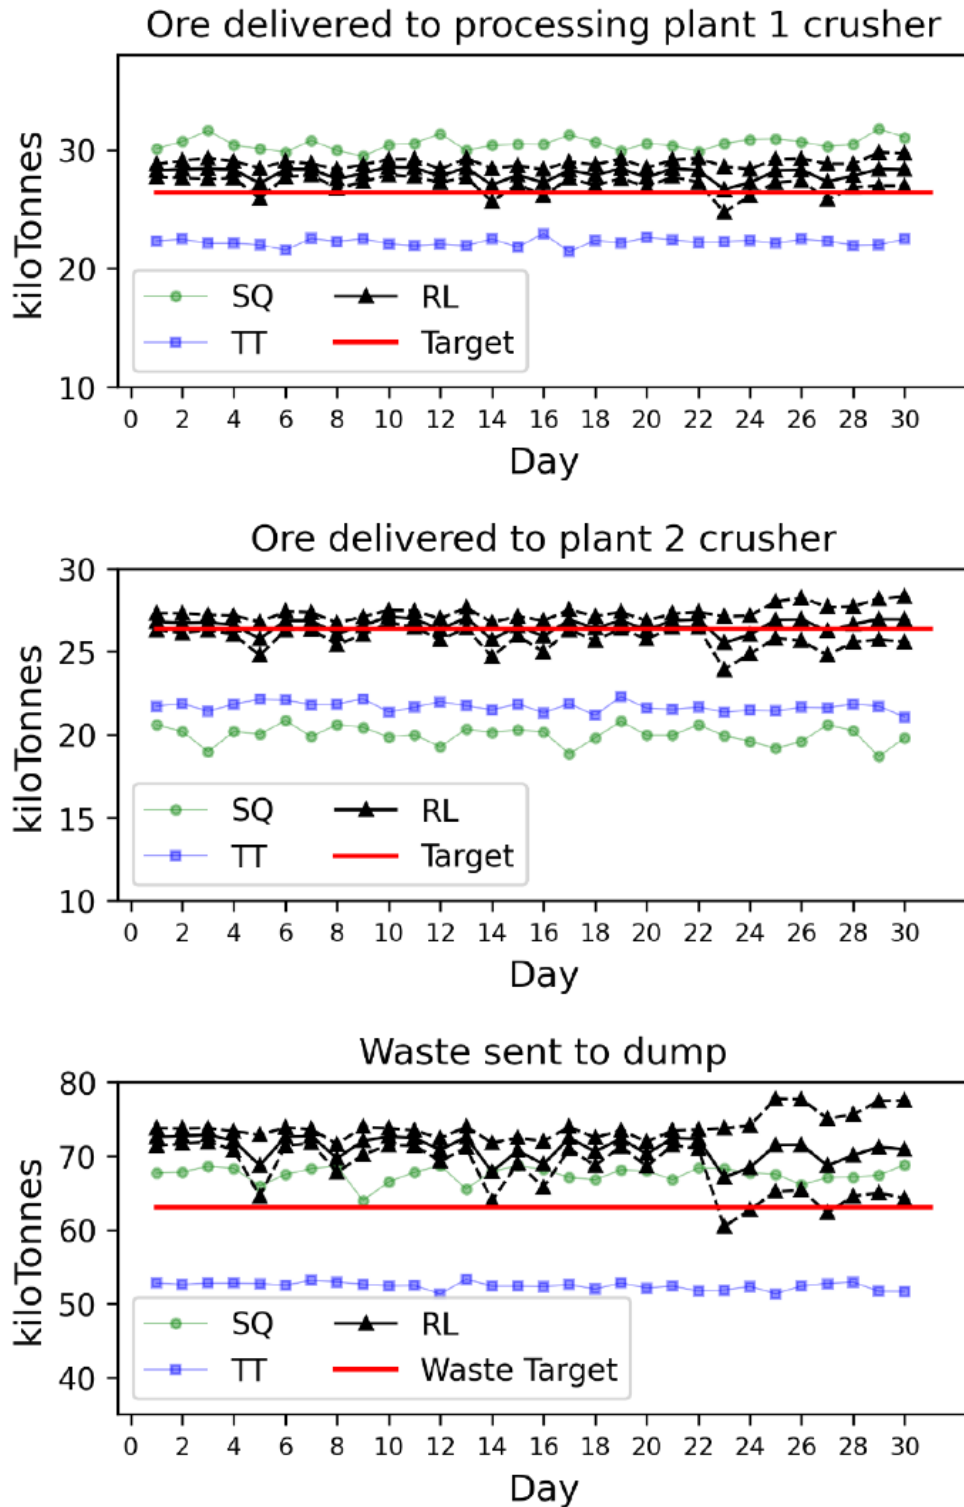 Ore delivered to processing plant 1 crusher
kiloTonnes
30
20
10
SQ RL
TT Target
0 2 4 6 8 10 12 14 16 18 20 22 24 26 28 30
Day
Ore delivered to plant 2 crusher
kiloTonnes
30
25
20
15
10
SQ RL
TT Target
0 2 4 6 8 10 12 14 16 18 20 22 24 26 28 30
Day
Waste sent to dump
kiloTonnes
80
70
60
50
40
SQ RL
TT Waste Target
0 2 4 6 8 10 12 14 16 18 20 22 24 26 28 30
Day